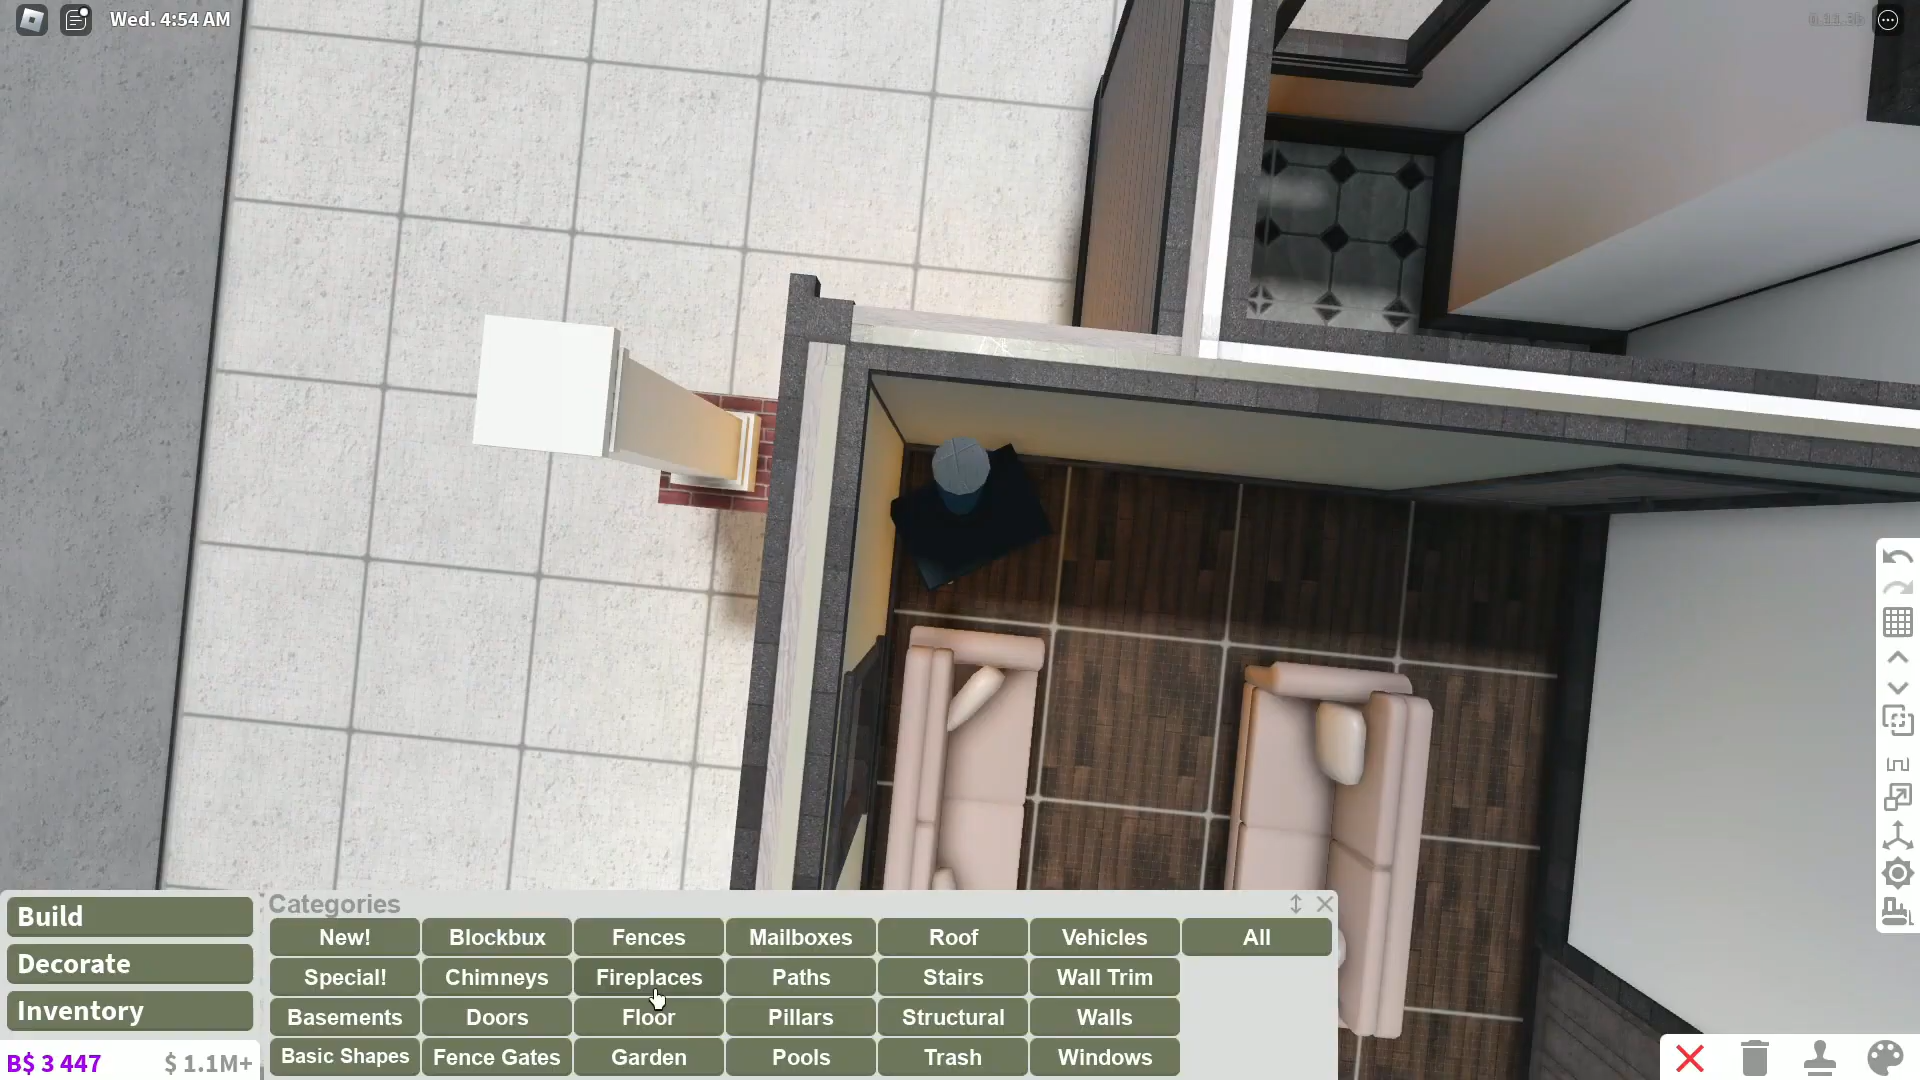 Wed. 4:54 AM
Categories
New! Blockbux Fences Mailboxes Roof Vehicles All
Special! Chimneys Fireplaces Paths Stairs Wall Trim
Basements Doors Floor Pillars Structural Walls
Basic Shapes Fence Gates Garden Pools Trash Windows
Build
Decorate
Inventory
B$ 3 447 $ 1.1M+